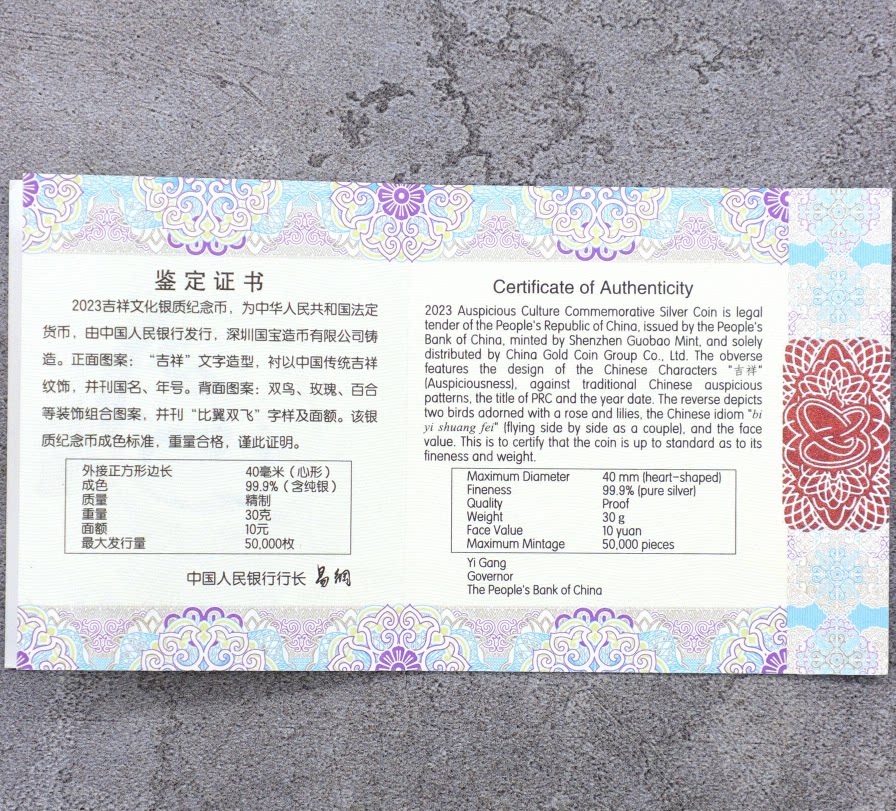 鉴定证书
2023吉祥文化银质纪念币，为中华人民共和国法定
货币，由中国人民银行发行，深圳国宝造币有限公司铸
造。正面图案：“吉祥”文字造型，衬以中国传统吉祥
纹饰，并刊国名、年号。背面图案：双鸟、玫瑰、百合
等装饰组合图案，并刊“比翼双飞”字样及面额。该银
质纪念币成色标准，重量合格，谨此证明。
外接正方形边长 40毫米（心形）
成色 99.9%（含纯银）
质量 精制
重量 30克
面额 10元
最大发行量 50,000枚
中国人民银行行长 易纲
Certificate of Authenticity
2023 Auspicious Culture Commemorative Silver Coin is legal
tender of the People's Republic of China, issued by the People's
Bank of China, minted by Shenzhen Guobao Mint, and solely
distributed by China Gold Coin Group Co., Ltd. The obverse
features the design of the Chinese Characters "吉祥"
(Auspiciousness), against traditional Chinese auspicious
patterns, the title of PRC and the year date. The reverse depicts
two birds adorned with a rose and lilies, the Chinese idiom "bi
yi shuang fei" (flying side by side as a couple), and the face
value. This is to certify that the coin is up to standard as to its
fineness and weight.
Maximum Diameter 40 mm (heart-shaped)
Fineness 99.9% (pure silver)
Quality Proof
Weight 30 g
Face Value 10 yuan
Maximum Mintage 50,000 pieces
Yi Gang
Governor
The People's Bank of China